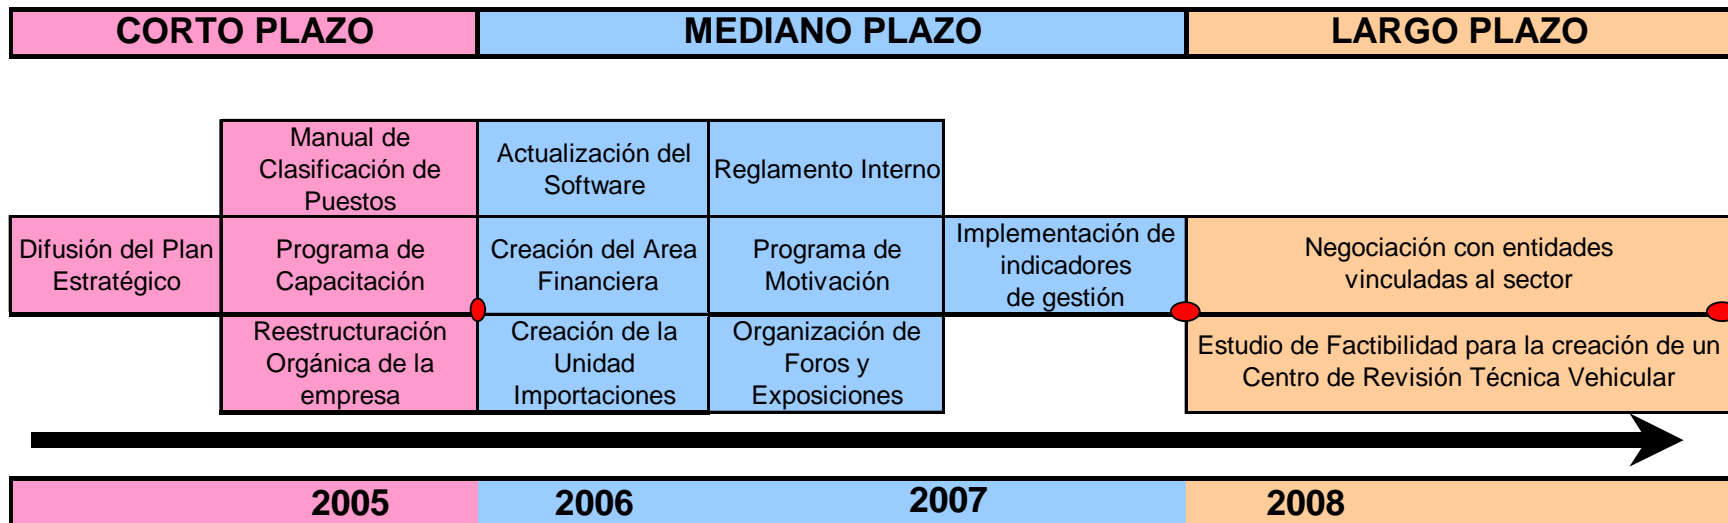 CORTO PLAZO
MEDIANO PLAZO
LARGO PLAZO
Manual de
Clasificación de
Puestos
Actualización del
Software
Reglamento Interno
Difusión del Plan
Estratégico
Programa de
Capacitación
Creación del Area
Financiera
Programa de
Motivación
Implementación de
indicadores
de gestión
Negociación con entidades
vinculadas al sector
Reestructuración
Orgánica de la
empresa
Creación de la
Unidad
Importaciones
Organización de
Foros y
Exposiciones
Estudio de Factibilidad para la creación de un
Centro de Revisión Técnica Vehicular
2005
2006
2007
2008